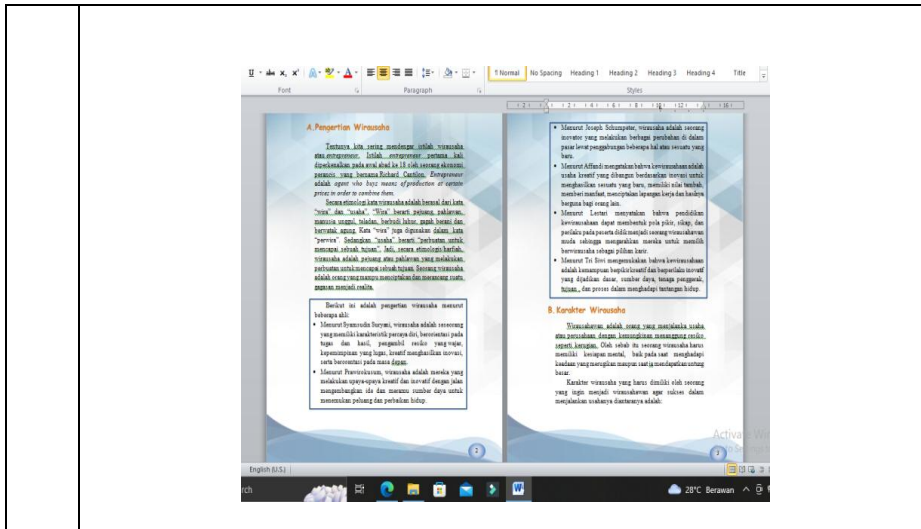 Font
Paragraph
Styles
1 Normal
No Spacing
Heading 1
Heading 2
Heading 3
Heading 4
Title
A. Pengertian Wirausaha
Tentunya kita sering mendengar istilah wirausaha
atau entrepreneur. Istilah entrepreneur pertama kali
diperkenalkan pada awal abad ke 18 oleh seorang ekonomi
perancis yang bernama Richard Cantilon. Entrepreneur
adalah agent who buys means of production at certain
prices in order to combine them.
Secara etimologi kata wirausaha adalah berasal dari kata
"wira" dan "usaha". "Wira" berarti pejuang, pahlawan,
manusia unggul, teladan, berbudi luhur, gagah berani dan
berwatak agung. Kata "wira" juga digunakan dalam kata
"perwira". Sedangkan "usaha" berarti "perbuatan untuk
mencapai sebuah tujuan". Jadi, secara etimologis/harfiah,
wirausaha adalah pejuang atau pahlawan yang melakukan
perbuatan untuk mencapai sebuah tujuan. Seorang wirausaha
adalah orang yang mampu menciptakan dan merancang suatu
gagasan menjadi realita.
Berikut ini adalah pengertian wirausaha menurut
beberapa ahli:
• Menurut Syamsudin Suryani, wirausaha adalah seseorang
yang memiliki karakteristik percaya diri, berorientasi pada
tugas dan hasil, pengambil resiko yang wajar,
kepemimpinan yang lugas, kreatif menghasilkan inovasi,
serta berorientasi pada masa depan.
• Menurut Prawirokusum, wirausaha adalah mereka yang
melakukan upaya-upaya kreatif dan inovatif dengan jalan
mengembangkan ide dan meramu sumber daya untuk
menemukan peluang dan perbaikan hidup.
2
• Menurut Joseph Schumpeter, wirausaha adalah seorang
inovator yang melakukan berbagai perubahan di dalam
pasar lewat penggabungan beberapa hal atau sesuatu yang
baru.
• Menurut Affandi mengatakan bahwa kewirausahaan adalah
usaha kreatif yang dibangun berdasarkan inovasi untuk
menghasilkan sesuatu yang baru, memiliki nilai tambah,
memberi manfaat, menciptakan lapangan kerja dan hasilnya
berguna bagi orang lain.
• Menurut Lestari menyatakan bahwa pendidikan
kewirausahaan dapat membentuk pola pikir, sikap, dan
perilaku pada peserta didik menjadi seorang wirausahawan
muda sehingga mengarahkan mereka untuk memilih
berwirausaha sebagai pilihan karir.
• Menurut Tri Siwi mengemukakan bahwa kewirausahaan
adalah kemampuan berpikir kreatif dan berperilaku inovatif
yang dijadikan dasar, sumber daya, tenaga penggerak,
tujuan , dan proses dalam menghadapi tantangan hidup.
B. Karakter Wirausaha
Wirausahawan adalah orang yang menjalanka usaha
atau perusahaan dengan kemungkinan menanggung resiko
seperti kerugian. Oleh sebab itu seorang wirausaha harus
memiliki kesiapan mental, baik pada saat menghadapi
keadaan yang merugikan maupun saat ia mendapatkan untung
besar.
Karakter wirausaha yang harus dimiliki oleh seorang
yang ingin menjadi wirausahawan agar sukses dalam
menjalankan usahanya diantaranya adalah:
3
English (U.S.)
28°C Berawan